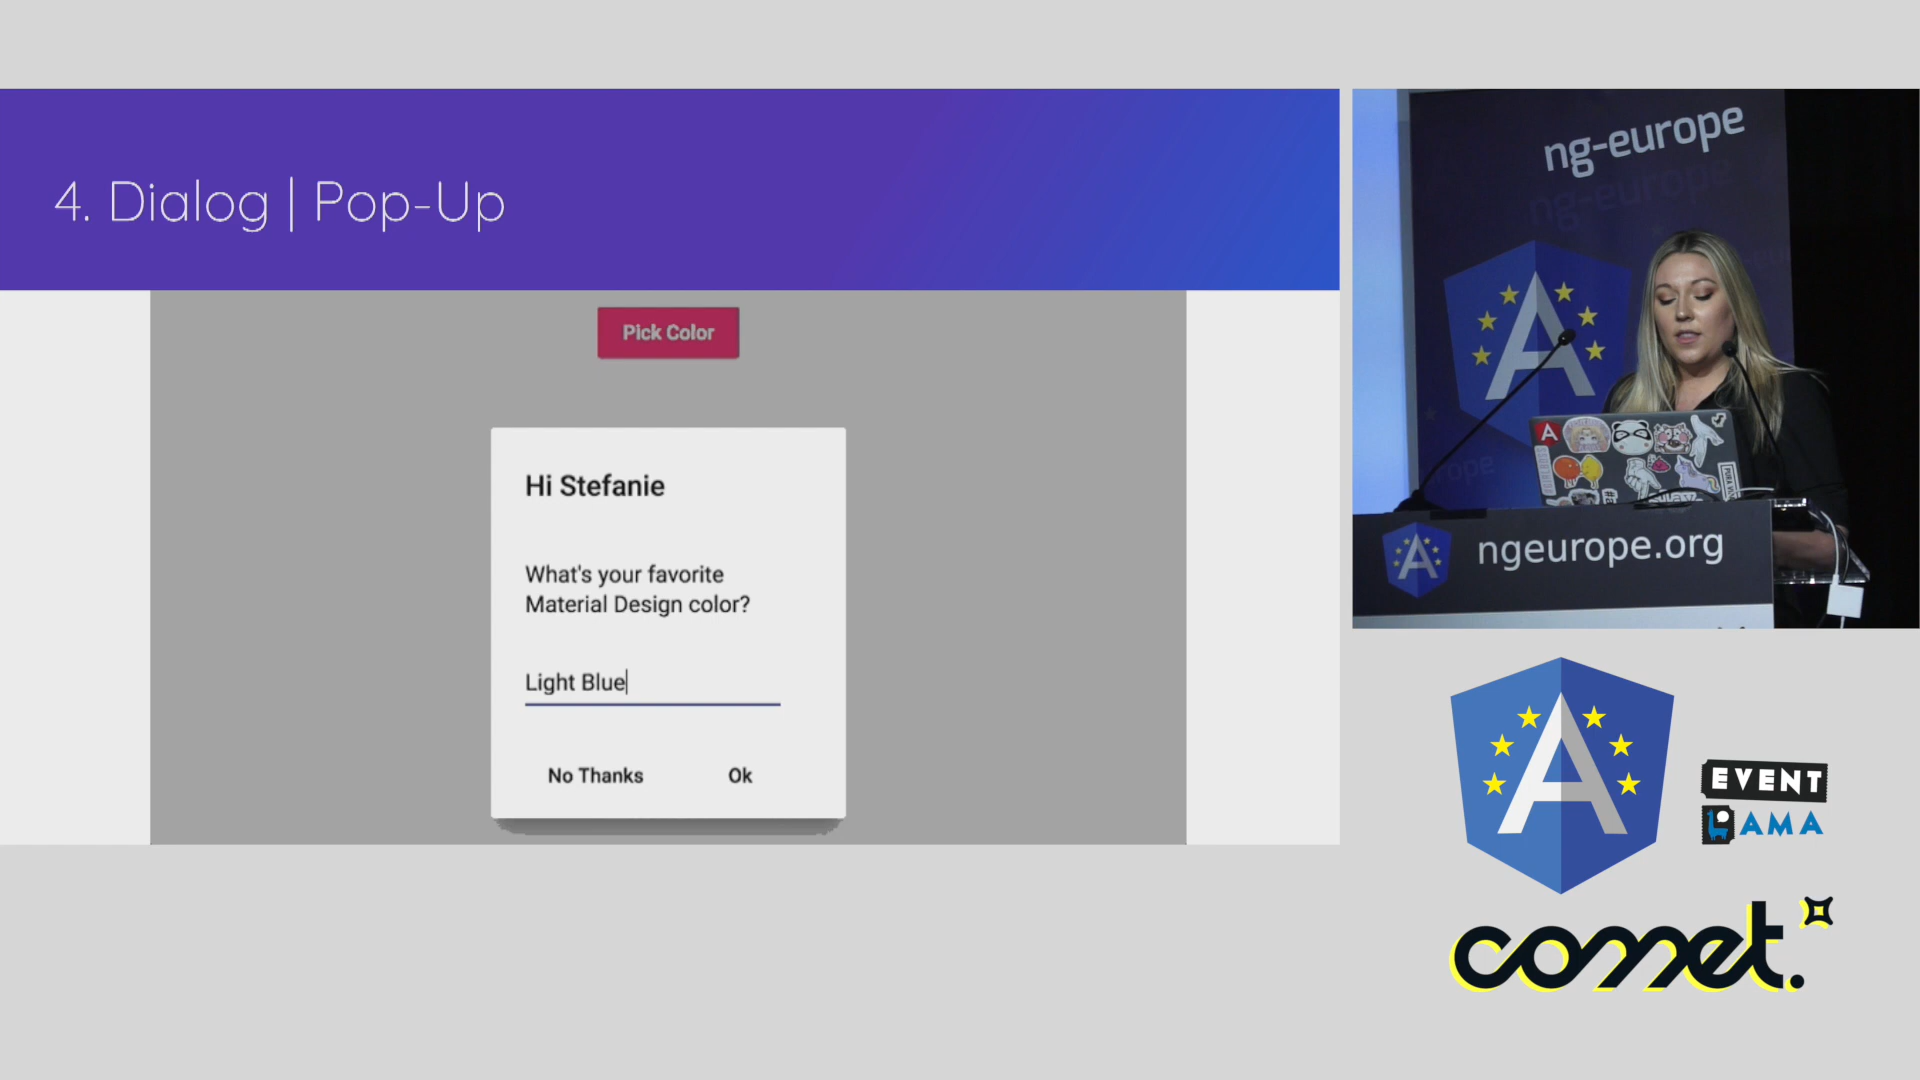 4. Dialog | Pop-Up
Pick Color
Hi Stefanie
What's your favorite
Material Design color?
Light Blue
No Thanks
Ok
ng-europe
ng-europe
ngeurope.org
EVENT
LAMA
comet.